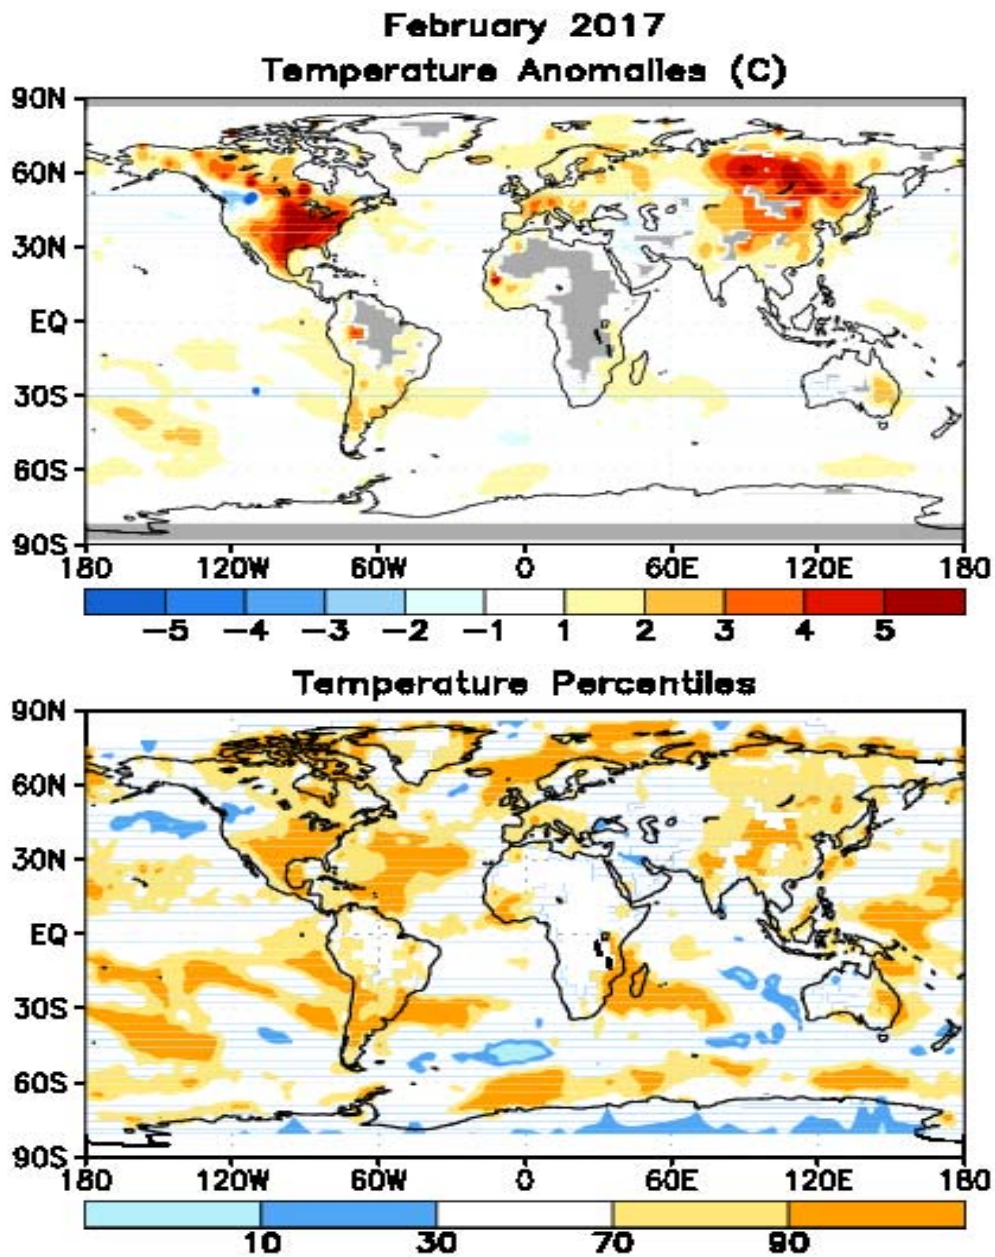 February 2017
Temperature Anomalies (C)
90N
60N
30N
EQ
30S
60S
90S
180 120W 60W 0 60E 120E 180
−5 −4 −3 −2 −1 1 2 3 4 5
Temperature Percentiles
90N
60N
30N
EQ
30S
60S
90S
180 120W 60W 0 60E 120E 180
10 30 70 90